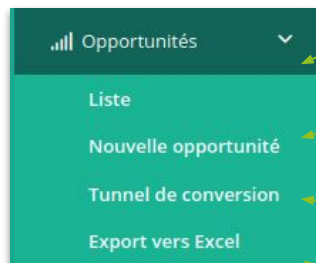 Opportunités
Liste
Nouvelle opportunité
Tunnel de conversion
Export vers Excel